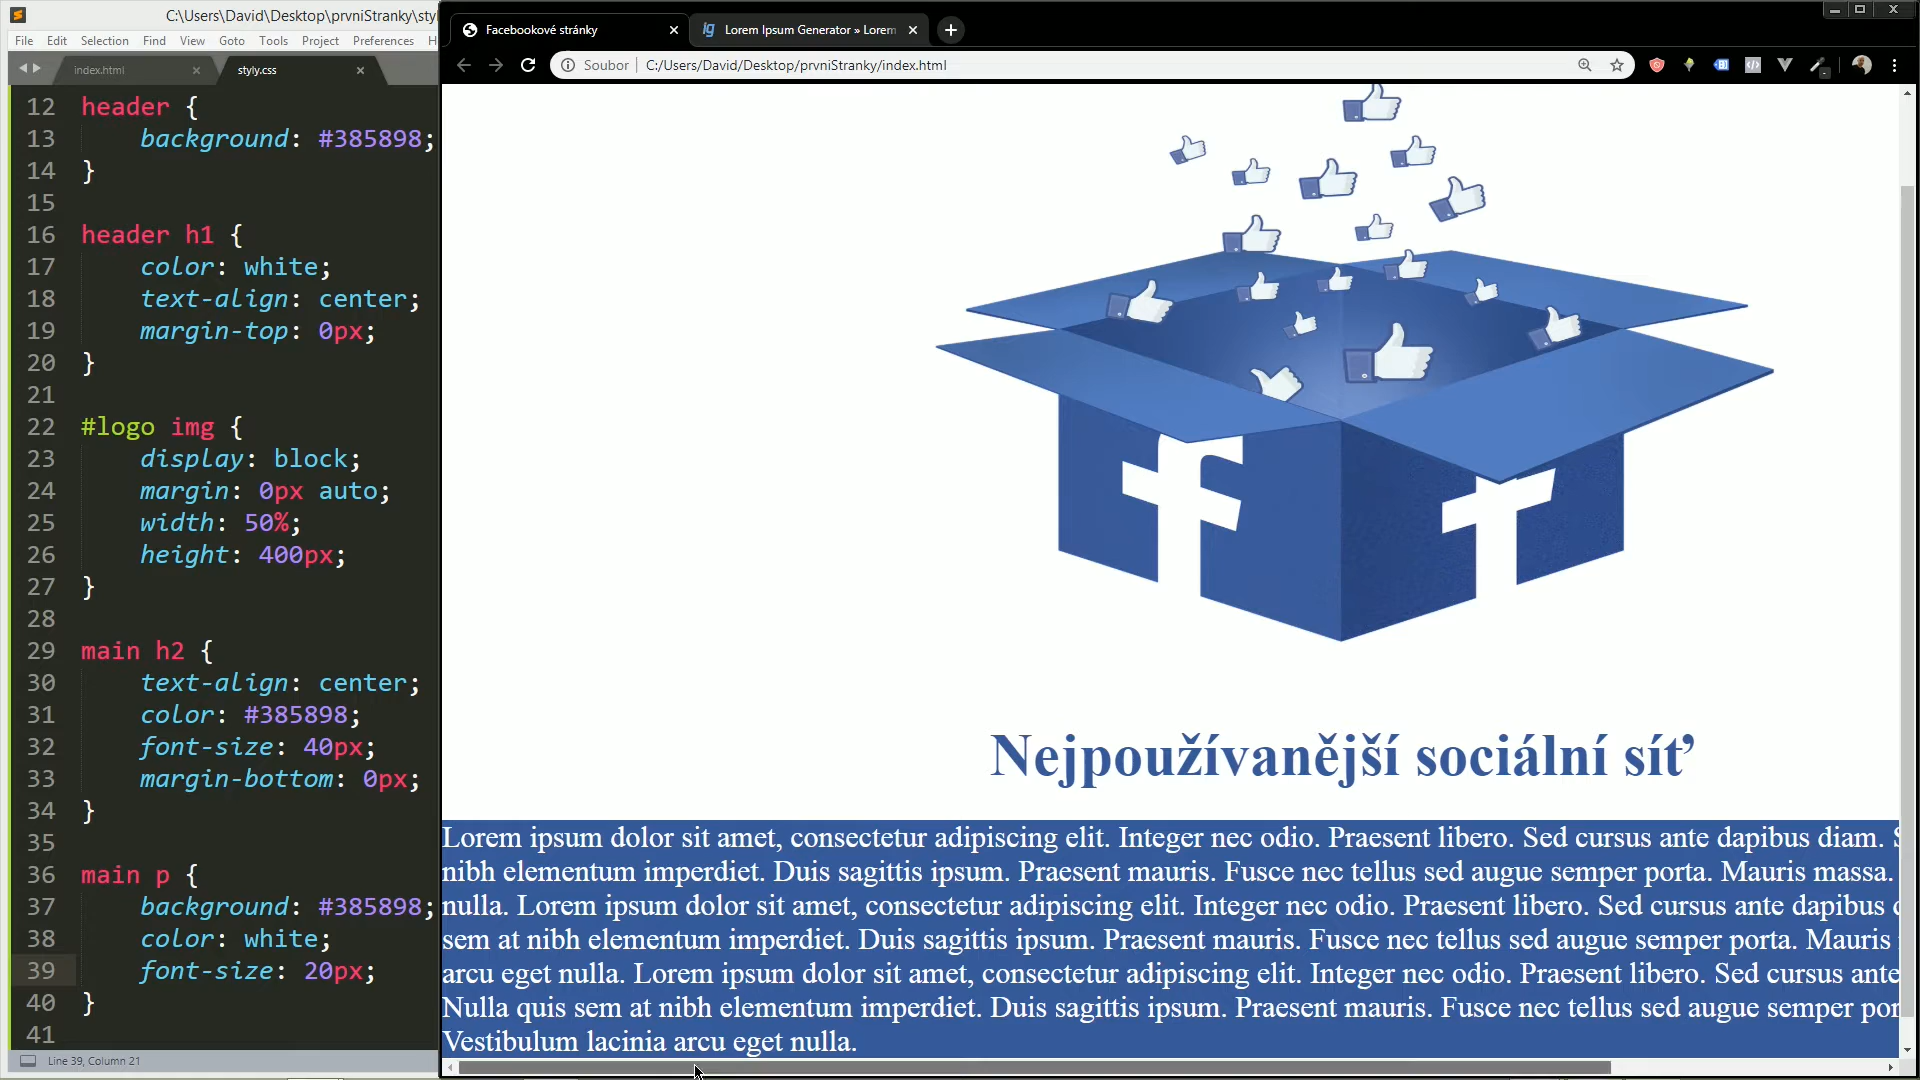 C:\Users\David\Desktop\prvniStranky\styl
File Edit Selection Find View Goto Tools Project Preferences H
index.html
styly.css
12 header {
13 background: #385898;
14 }
15
16 header h1 {
17 color: white;
18 text-align: center;
19 margin-top: 0px;
20 }
21
22 #logo img {
23 display: block;
24 margin: 0px auto;
25 width: 50%;
26 height: 400px;
27 }
28
29 main h2 {
30 text-align: center;
31 color: #385898;
32 font-size: 40px;
33 margin-bottom: 0px;
34 }
35
36 main p {
37 background: #385898;
38 color: white;
39 font-size: 20px;
40 }
41
Line 39, Column 21
Facebookové stránky
Lorem Ipsum Generator » Lorem
Soubor C:/Users/David/Desktop/prvniStranky/index.html
Nejpoužívanější sociální síť
Lorem ipsum dolor sit amet, consectetur adipiscing elit. Integer nec odio. Praesent libero. Sed cursus ante dapibus diam. S
nibh elementum imperdiet. Duis sagittis ipsum. Praesent mauris. Fusce nec tellus sed augue semper porta. Mauris massa.
nulla. Lorem ipsum dolor sit amet, consectetur adipiscing elit. Integer nec odio. Praesent libero. Sed cursus ante dapibus
sem at nibh elementum imperdiet. Duis sagittis ipsum. Praesent mauris. Fusce nec tellus sed augue semper porta. Mauris
arcu eget nulla. Lorem ipsum dolor sit amet, consectetur adipiscing elit. Integer nec odio. Praesent libero. Sed cursus ante
Nulla quis sem at nibh elementum imperdiet. Duis sagittis ipsum. Praesent mauris. Fusce nec tellus sed augue semper por
Vestibulum lacinia arcu eget nulla.